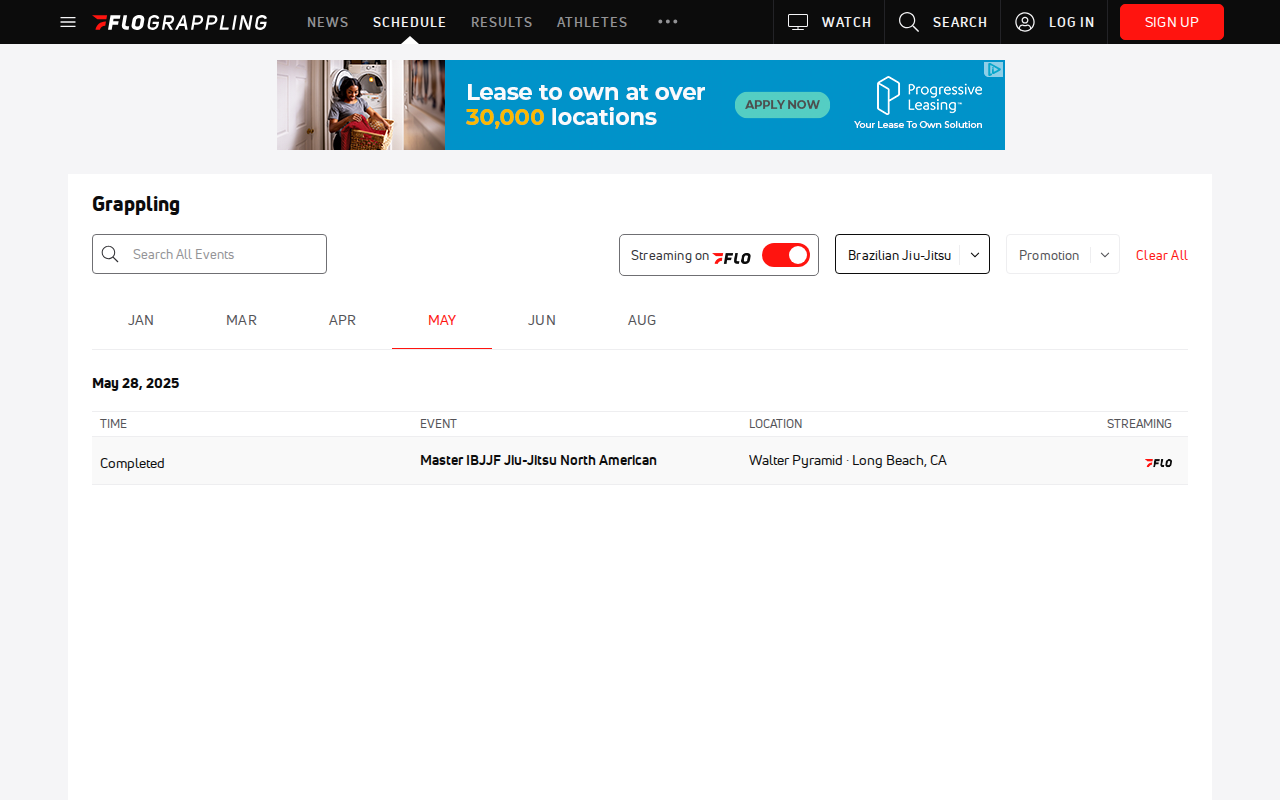 FLOGRAPPLING NEWS SCHEDULE RESULTS ATHLETES ••• WATCH SEARCH LOG IN SIGN UP
Lease to own at over
30,000 locations
APPLY NOW
Progressive
Leasing™
Your Lease To Own Solution
Grappling
Search All Events Streaming on FLO Brazilian Jiu-Jitsu Promotion Clear All
JAN MAR APR MAY JUN AUG
May 28, 2025
TIME EVENT LOCATION STREAMING
Completed Master IBJJF Jiu-Jitsu North American Walter Pyramid · Long Beach, CA FLO